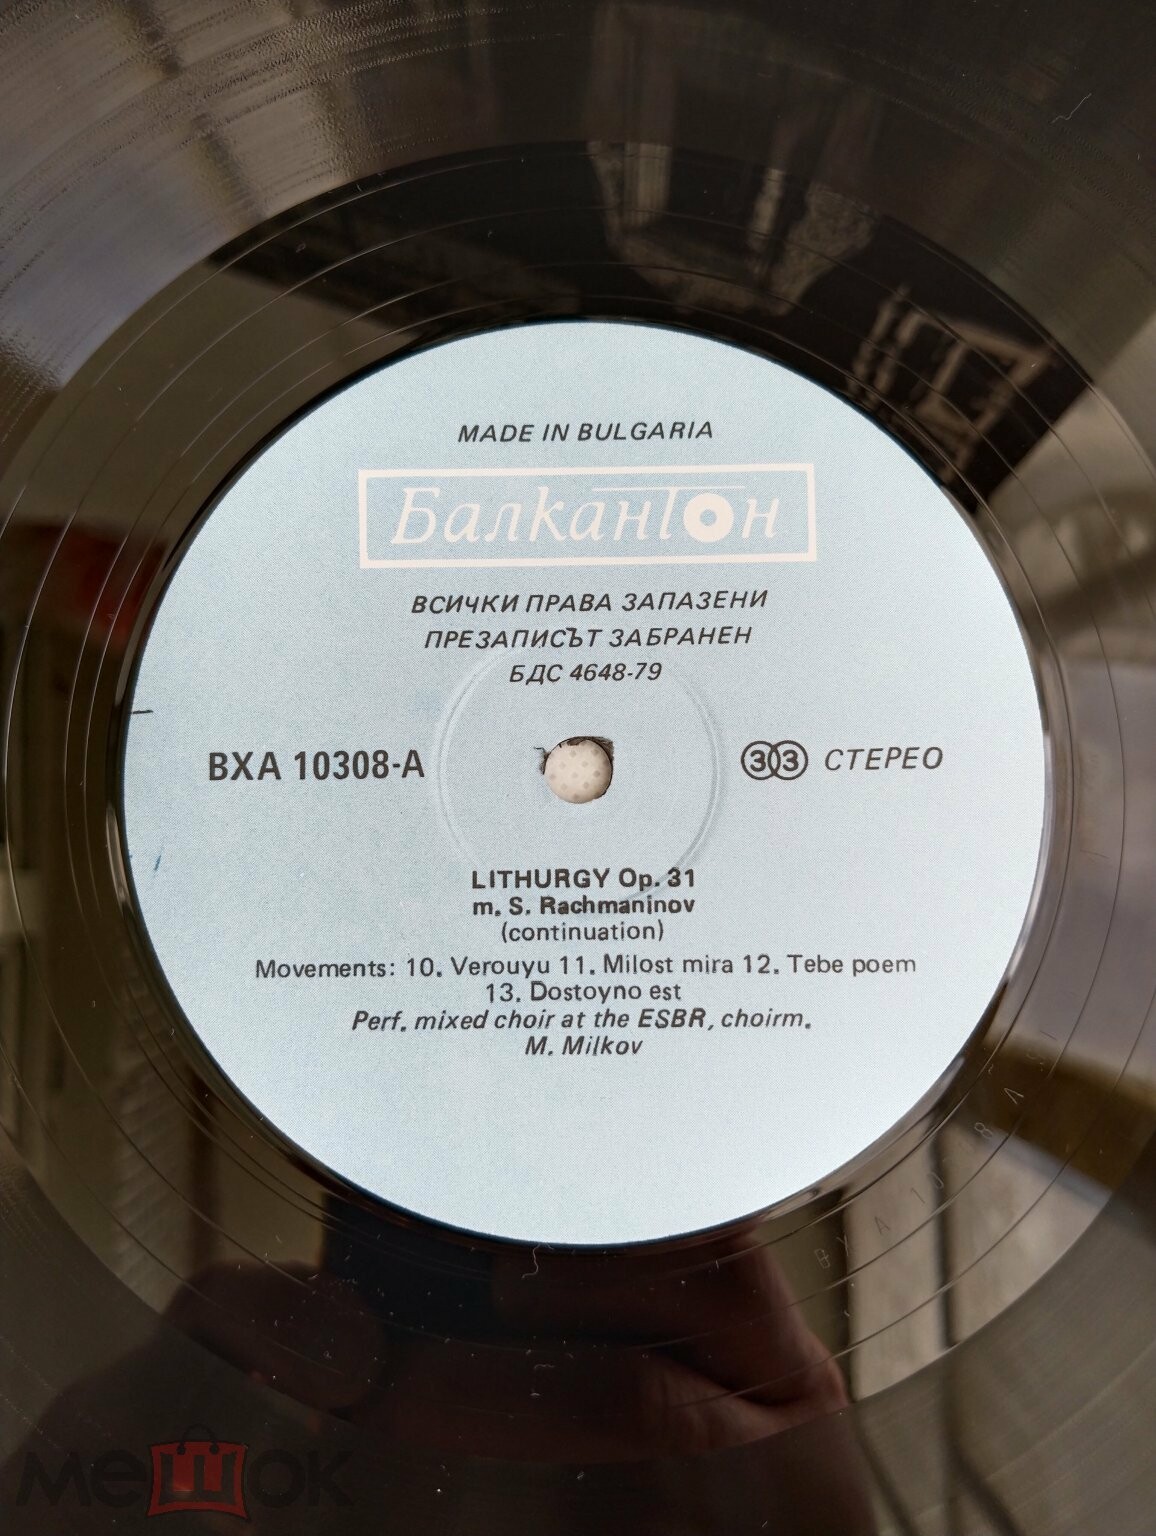 MADE IN BULGARIA
Балкантон
ВСИЧКИ ПРАВА ЗАПАЗЕНИ
ПРЕЗАПИСЪТ ЗАБРАНЕН
БДС 4648-79
ВХА 10308-А
33 СТЕРЕО
LITHURGY Op. 31
m. S. Rachmaninov
(continuation)
Movements: 10. Verouyu 11. Milost mira 12. Tebe poem
13. Dostoyno est
Perf. mixed choir at the ESBR, choirm.
M. Milkov
мешок